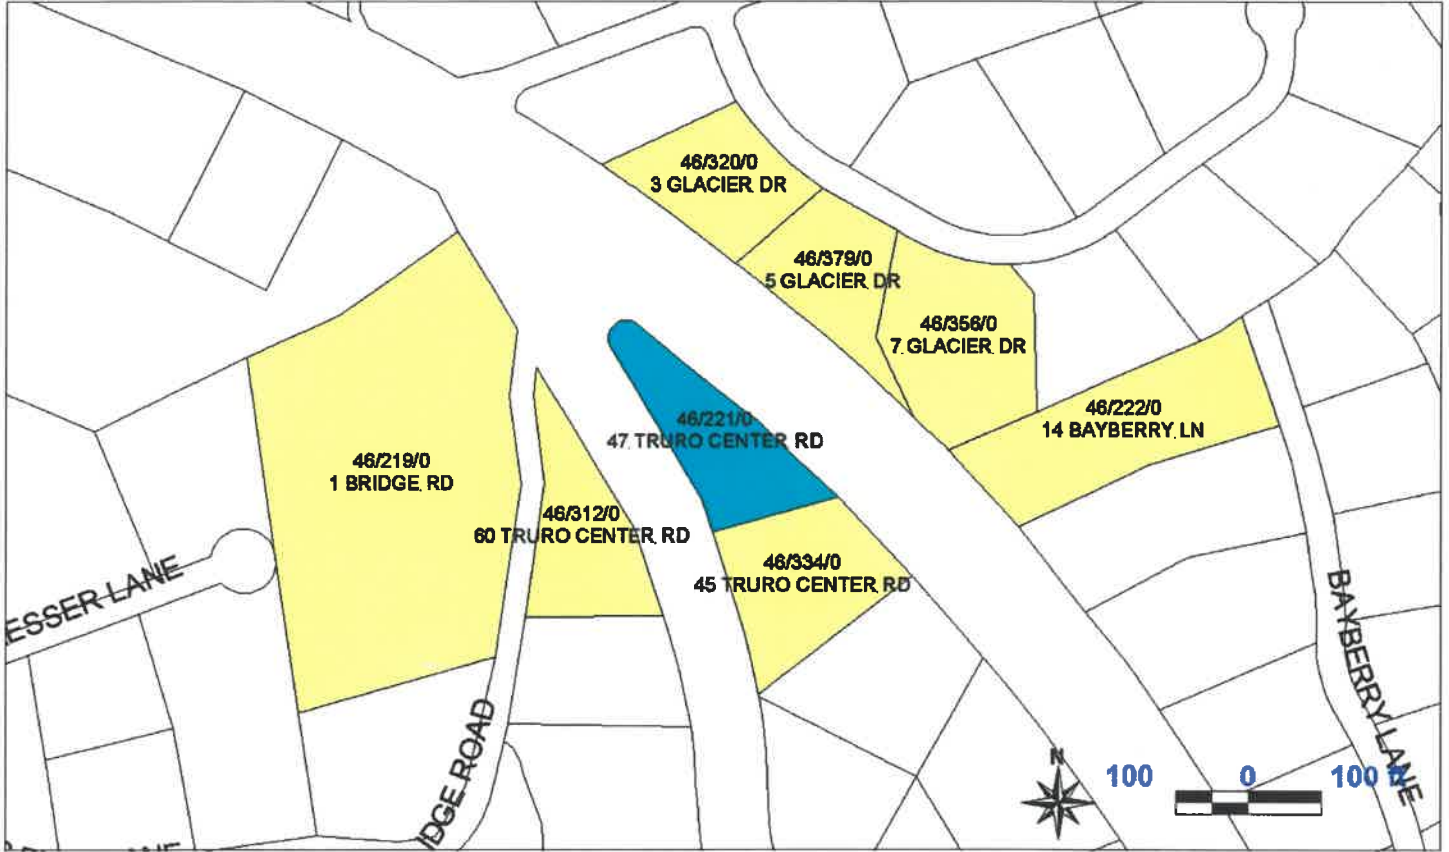 46/320/0
3 GLACIER DR
46/379/0
5 GLACIER DR
46/356/0
7 GLACIER DR
46/222/0
14 BAYBERRY LN
46/221/0
47 TRURO CENTER RD
46/219/0
1 BRIDGE RD
46/312/0
60 TRURO CENTER RD
46/334/0
45 TRURO CENTER RD
ESSER LANE
BAYBERRY LANE
IDGE ROAD
N
100 0 100 ft